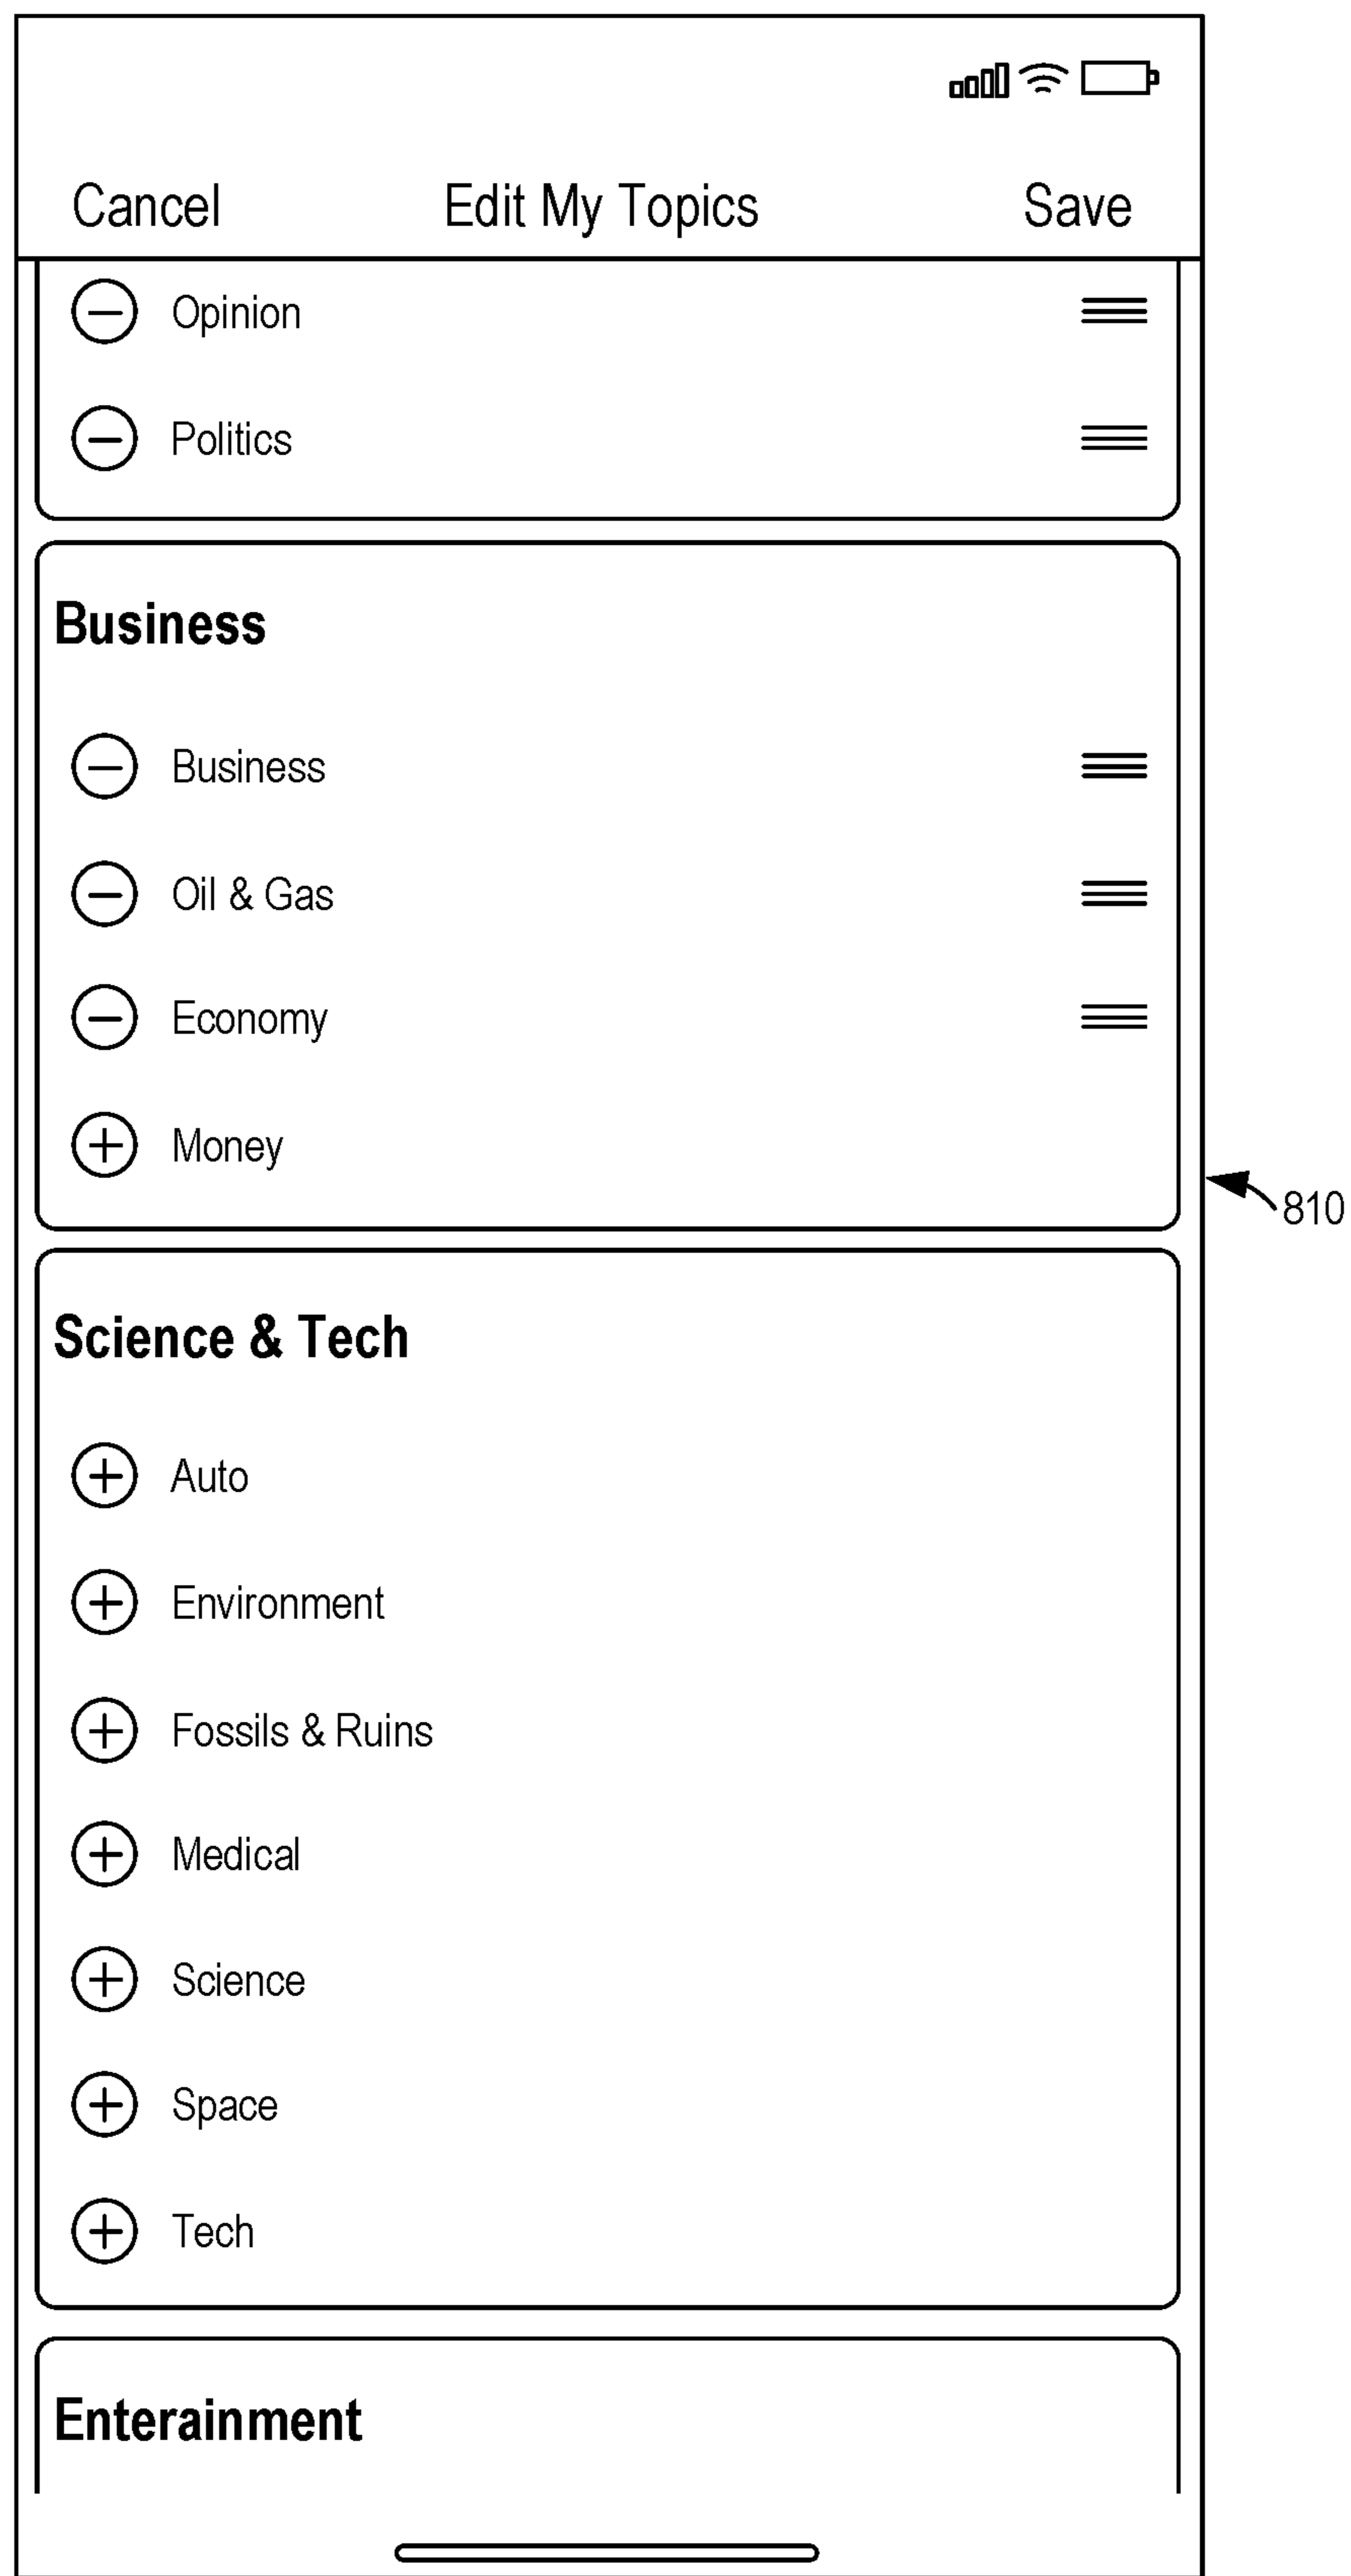 Cancel Edit My Topics Save
Opinion
Politics
Business
Business
Oil & Gas
Economy
Money
810
Science & Tech
Auto
Environment
Fossils & Ruins
Medical
Science
Space
Tech
Enterainment